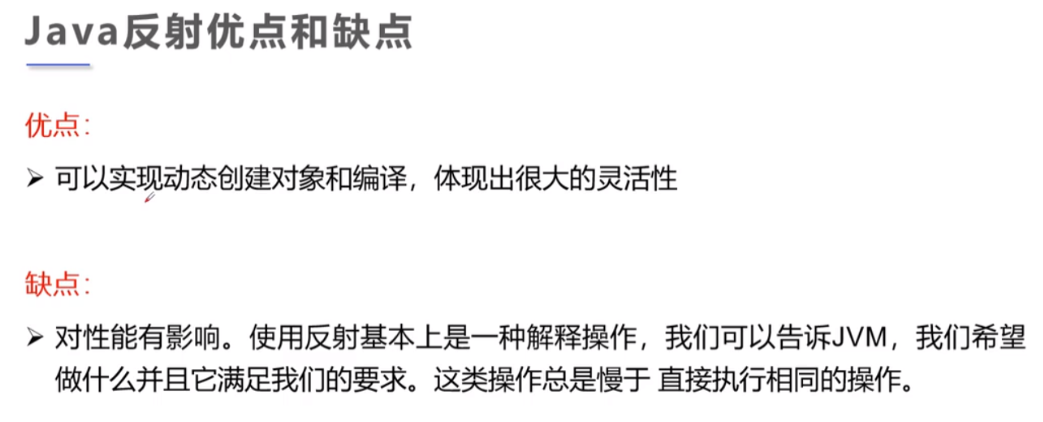 Java反射优点和缺点
优点：
➢ 可以实现动态创建对象和编译，体现出很大的灵活性
缺点：
➢ 对性能有影响。使用反射基本上是一种解释操作，我们可以告诉JVM，我们希望
做什么并且它满足我们的要求。这类操作总是慢于 直接执行相同的操作。